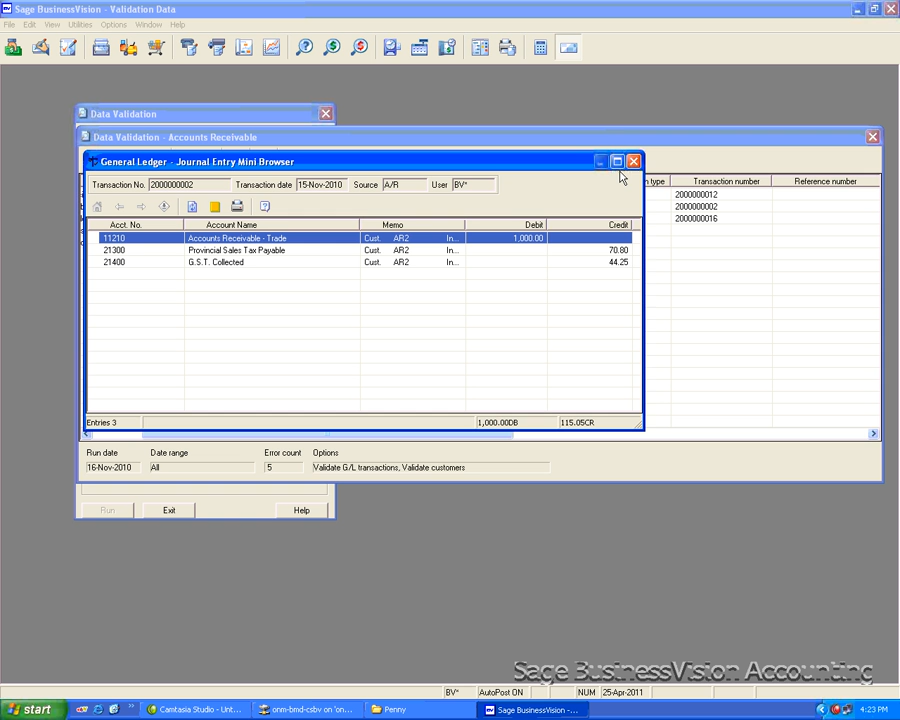 Sage BusinessVision - Validation Data
File Edit View Utilities Options Window Help
Data Validation
Data Validation - Accounts Receivable
General Ledger - Journal Entry Mini Browser
Transaction No. 2000000002 Transaction date 15-Nov-2010 Source A/R User BV*
n type Transaction number Reference number
2000000012
2000000002
2000000016
Acct. No. Account Name Memo Debit Credit
11210 Accounts Receivable - Trade Cust. AR2 In... 1,000.00
21300 Provincial Sales Tax Payable Cust. AR2 In... 70.80
21400 G.S.T. Collected Cust. AR2 In... 44.25
Entries 3 1,000.00DB 115.05CR
Run date Date range Error count Options
16-Nov-2010 All 5 Validate G/L transactions, Validate customers
Run Exit Help
Sage BusinessVision Accounting
BV* AutoPost ON NUM 25-Apr-2011
start Camtasia Studio - Unt... onm-bmd-csbv on 'on... Penny Sage BusinessVision -... 4:23 PM